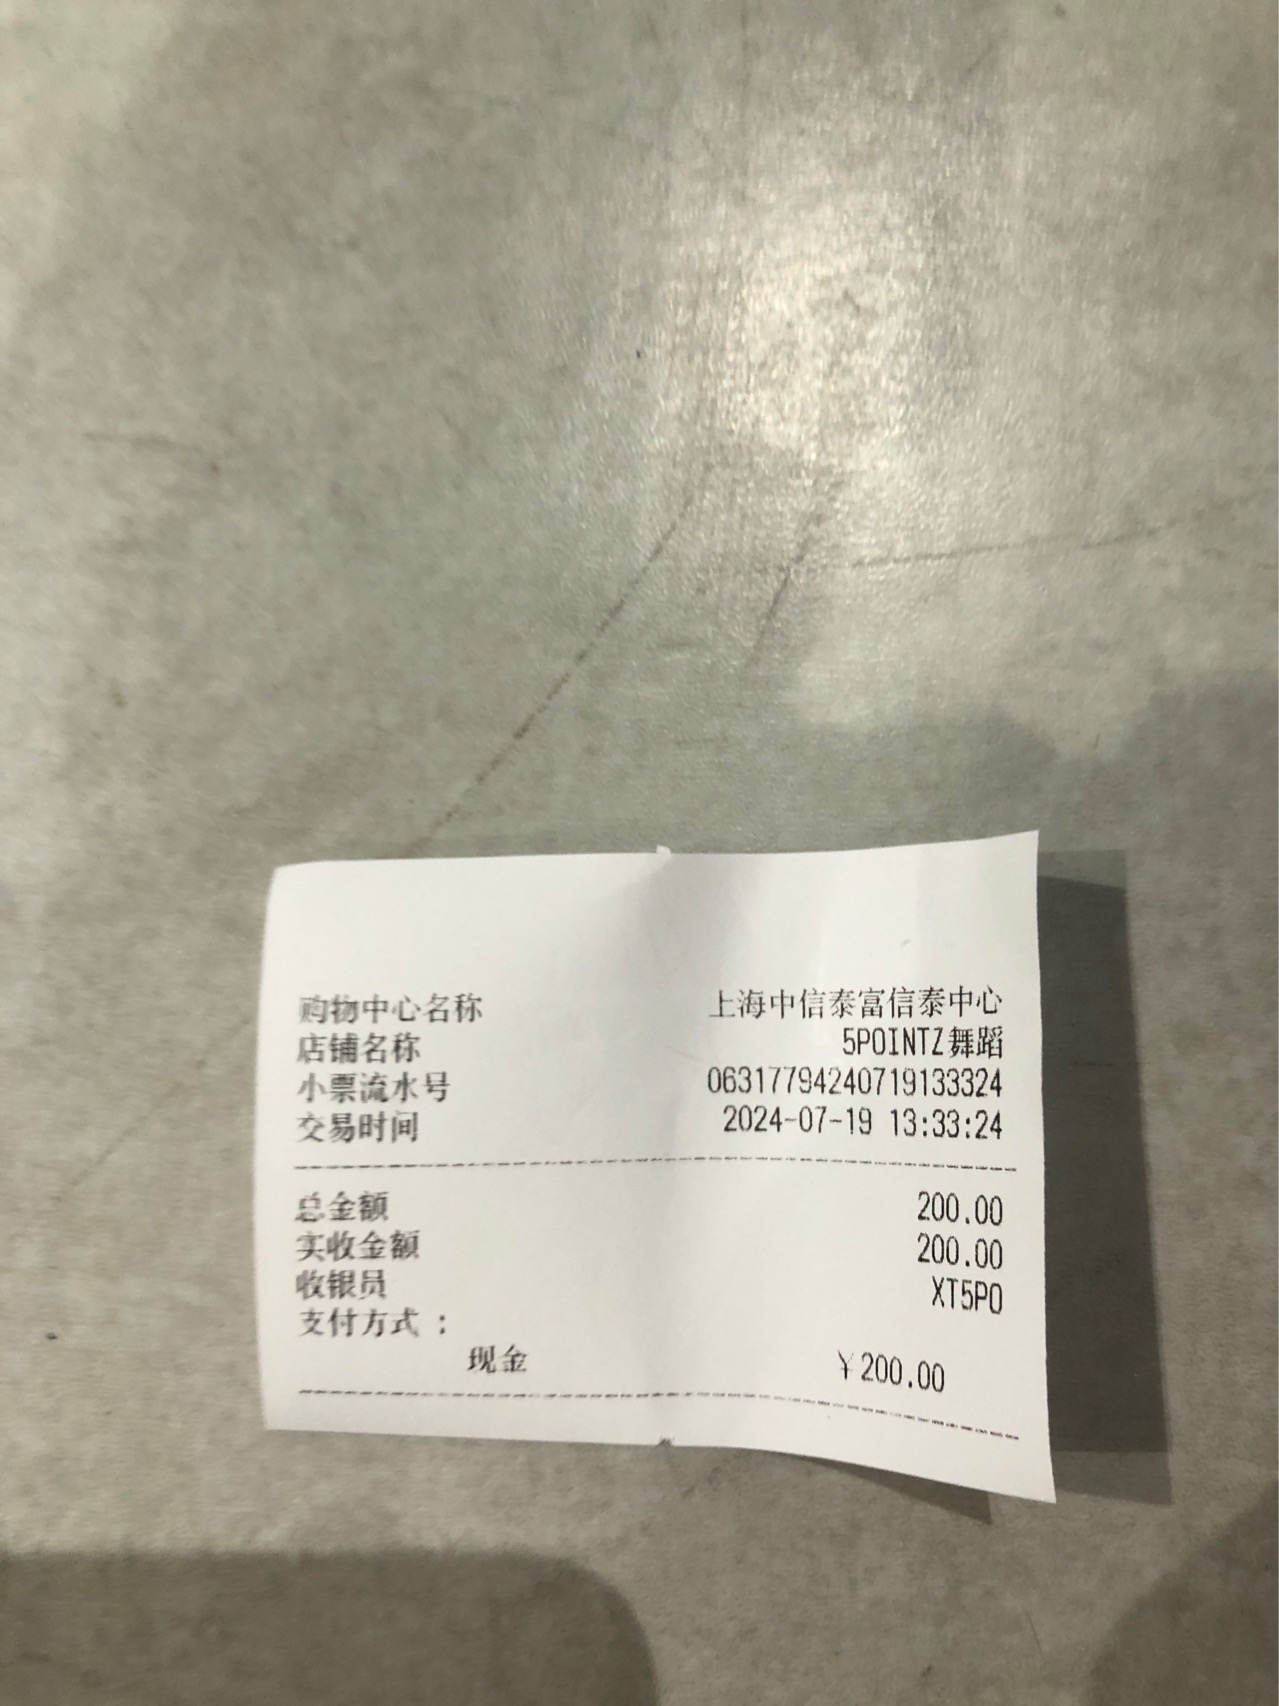 购物中心名称 上海中信泰富信泰中心
店铺名称 5POINTZ舞蹈
小票流水号 06317794240719133324
交易时间 2024-07-19 13:33:24
总金额 200.00
实收金额 200.00
收银员 XT5PO
支付方式：
现金 ￥200.00